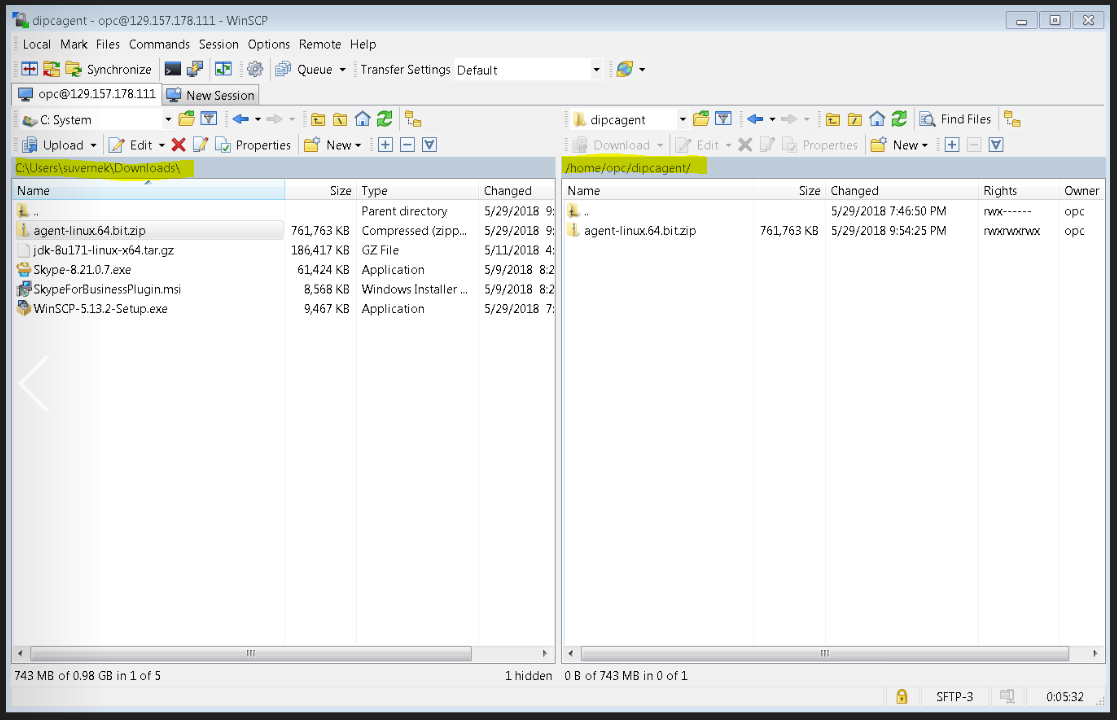 dipcagent - opc@129.157.178.111 - WinSCP
Local Mark Files Commands Session Options Remote Help
Synchronize Queue Transfer Settings Default
opc@129.157.178.111 New Session
C: System dipcagent Find Files
Upload Edit Properties New Download Edit Properties New
C:\Users\suvernek\Downloads\ /home/opc/dipcagent/
Name Size Type Changed Name Size Changed Rights Owner
.. Parent directory 5/29/2018 9: .. 5/29/2018 7:46:50 PM rwx------ opc
agent-linux.64.bit.zip 761,763 KB Compressed (zipp... 5/29/2018 9: agent-linux.64.bit.zip 761,763 KB 5/29/2018 9:54:25 PM rwxrwxrwx opc
jdk-8u171-linux-x64.tar.gz 186,417 KB GZ File 5/11/2018 4:
Skype-8.21.0.7.exe 61,424 KB Application 5/9/2018 8:2
SkypeForBusinessPlugin.msi 8,568 KB Windows Installer ... 5/9/2018 8:2
WinSCP-5.13.2-Setup.exe 9,467 KB Application 5/29/2018 7:
743 MB of 0.98 GB in 1 of 5 1 hidden 0 B of 743 MB in 0 of 1
SFTP-3 0:05:32